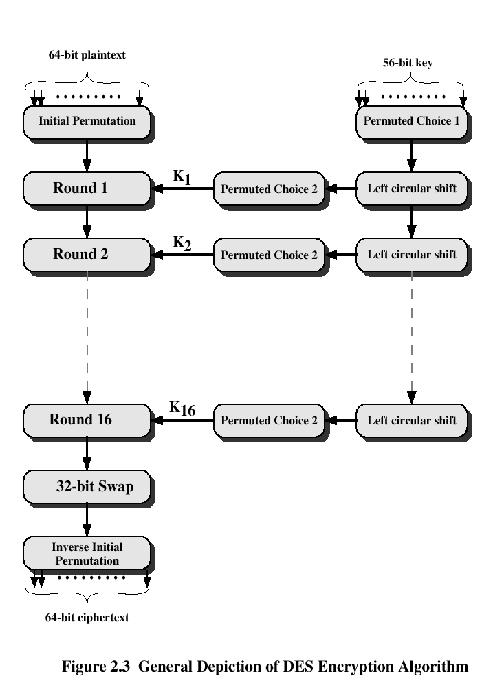 64-bit plaintext
56-bit key
Initial Permutation
Permuted Choice 1
Round 1
K1
Permuted Choice 2
Left circular shift
Round 2
K2
Permuted Choice 2
Left circular shift
Round 16
K16
Permuted Choice 2
Left circular shift
32-bit Swap
Inverse Initial
Permutation
64-bit ciphertext
Figure 2.3 General Depiction of DES Encryption Algorithm